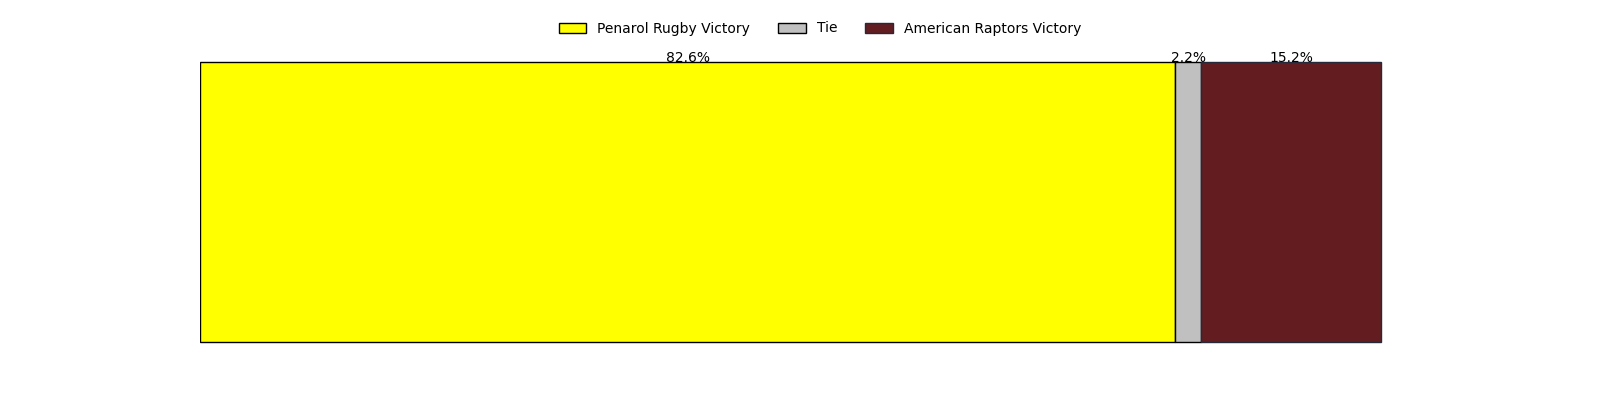 Penarol Rugby Victory Tie American Raptors Victory
82.6% 2.2% 15.2%